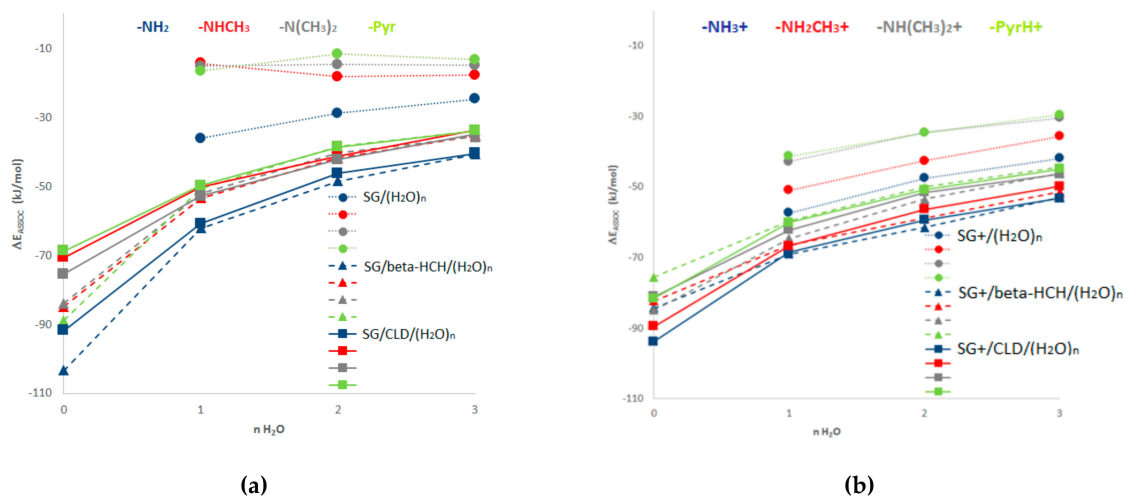 -NH₂ -NHCH₃ -N(CH₃)₂ -Pyr
-10
-30
-50
-70
-90
-110
ΔE_ASSOC (kJ/mol)
SG/(H₂O)n
SG/beta-HCH/(H₂O)n
SG/CLD/(H₂O)n
0 1 2 3
n H₂O
(a)
-NH3+ -NH2CH3+ -NH(CH3)2+ -PyrH+
-10
-30
-50
-70
-90
-110
ΔE_ASSOC (kJ/mol)
SG+/(H₂O)n
SG+/beta-HCH/(H₂O)n
SG+/CLD/(H₂O)n
0 1 2 3
n H₂O
(b)